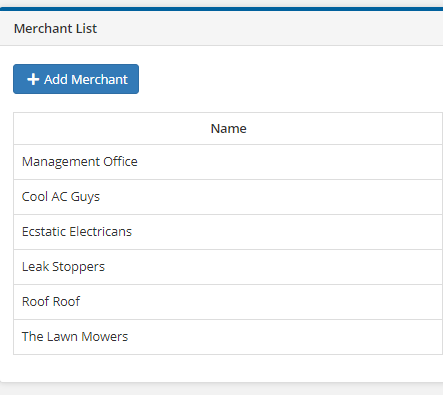 Merchant List
+ Add Merchant
Name
Management Office
Cool AC Guys
Ecstatic Electricans
Leak Stoppers
Roof Roof
The Lawn Mowers